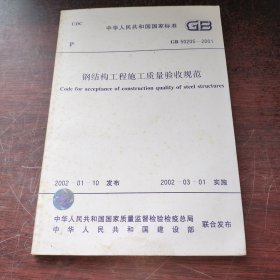 UDC
中华人民共和国国家标准 GB
P
GB 50205-2001
钢结构工程施工质量验收规范
Code for acceptance of construction quality of steel structures
2002-01-10 发布 2002-03-01 实施
中华人民共和国国家质量监督检验检疫总局
中华人民共和国建设部
联合发布